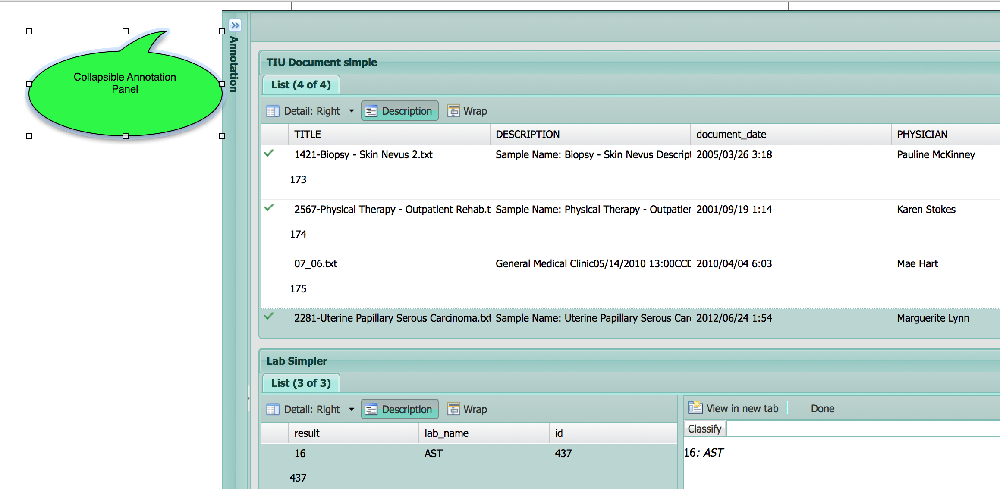 Collapsible Annotation
Panel
Annotation
TIU Document simple
List (4 of 4)
Detail: Right Description Wrap
TITLE DESCRIPTION document_date PHYSICIAN
1421-Biopsy - Skin Nevus 2.txt Sample Name: Biopsy - Skin Nevus Descript 2005/03/26 3:18 Pauline McKinney
173
2567-Physical Therapy - Outpatient Rehab.t Sample Name: Physical Therapy - Outpatier 2001/09/19 1:14 Karen Stokes
174
07_06.txt General Medical Clinic05/14/2010 13:00CCD 2010/04/04 6:03 Mae Hart
175
2281-Uterine Papillary Serous Carcinoma.txt Sample Name: Uterine Papillary Serous Carc 2012/06/24 1:54 Marguerite Lynn
Lab Simpler
List (3 of 3)
Detail: Right Description Wrap
View in new tab Done
result lab_name id
Classify
16 AST 437
16: AST
437